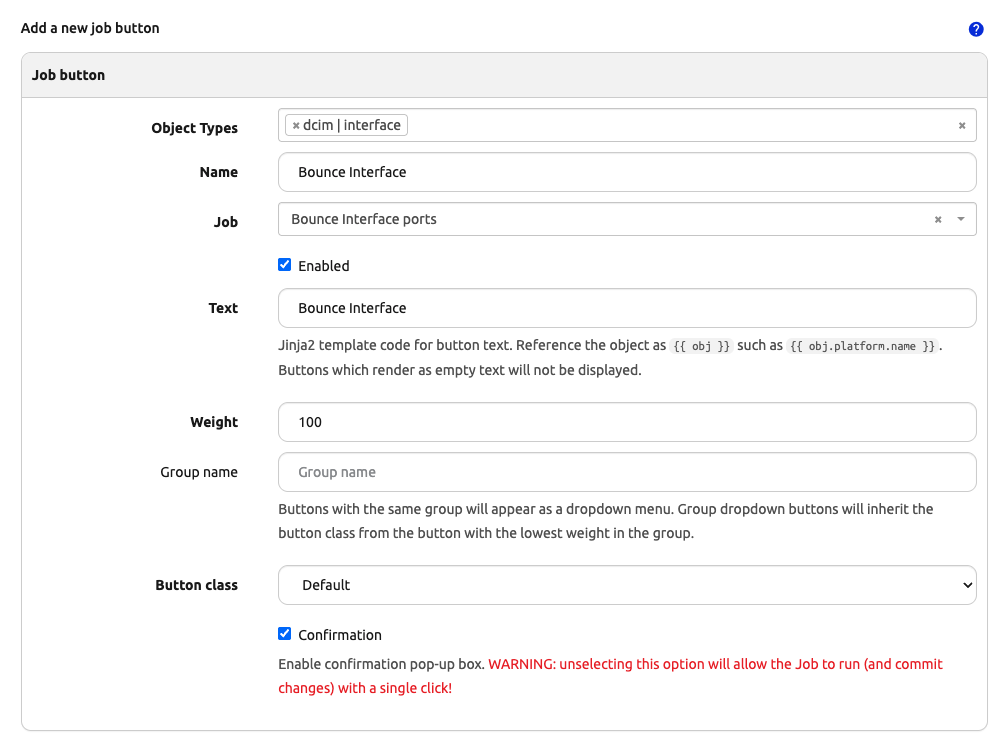 Add a new job button
?
Job button
Object Types
× dcim | interface
×
Name
Bounce Interface
Job
Bounce Interface ports
×
Enabled
Text
Bounce Interface
Jinja2 template code for button text. Reference the object as {{ obj }} such as {{ obj.platform.name }} .
Buttons which render as empty text will not be displayed.
Weight
100
Group name
Group name
Buttons with the same group will appear as a dropdown menu. Group dropdown buttons will inherit the
button class from the button with the lowest weight in the group.
Button class
Default
Confirmation
Enable confirmation pop-up box. WARNING: unselecting this option will allow the Job to run (and commit
changes) with a single click!